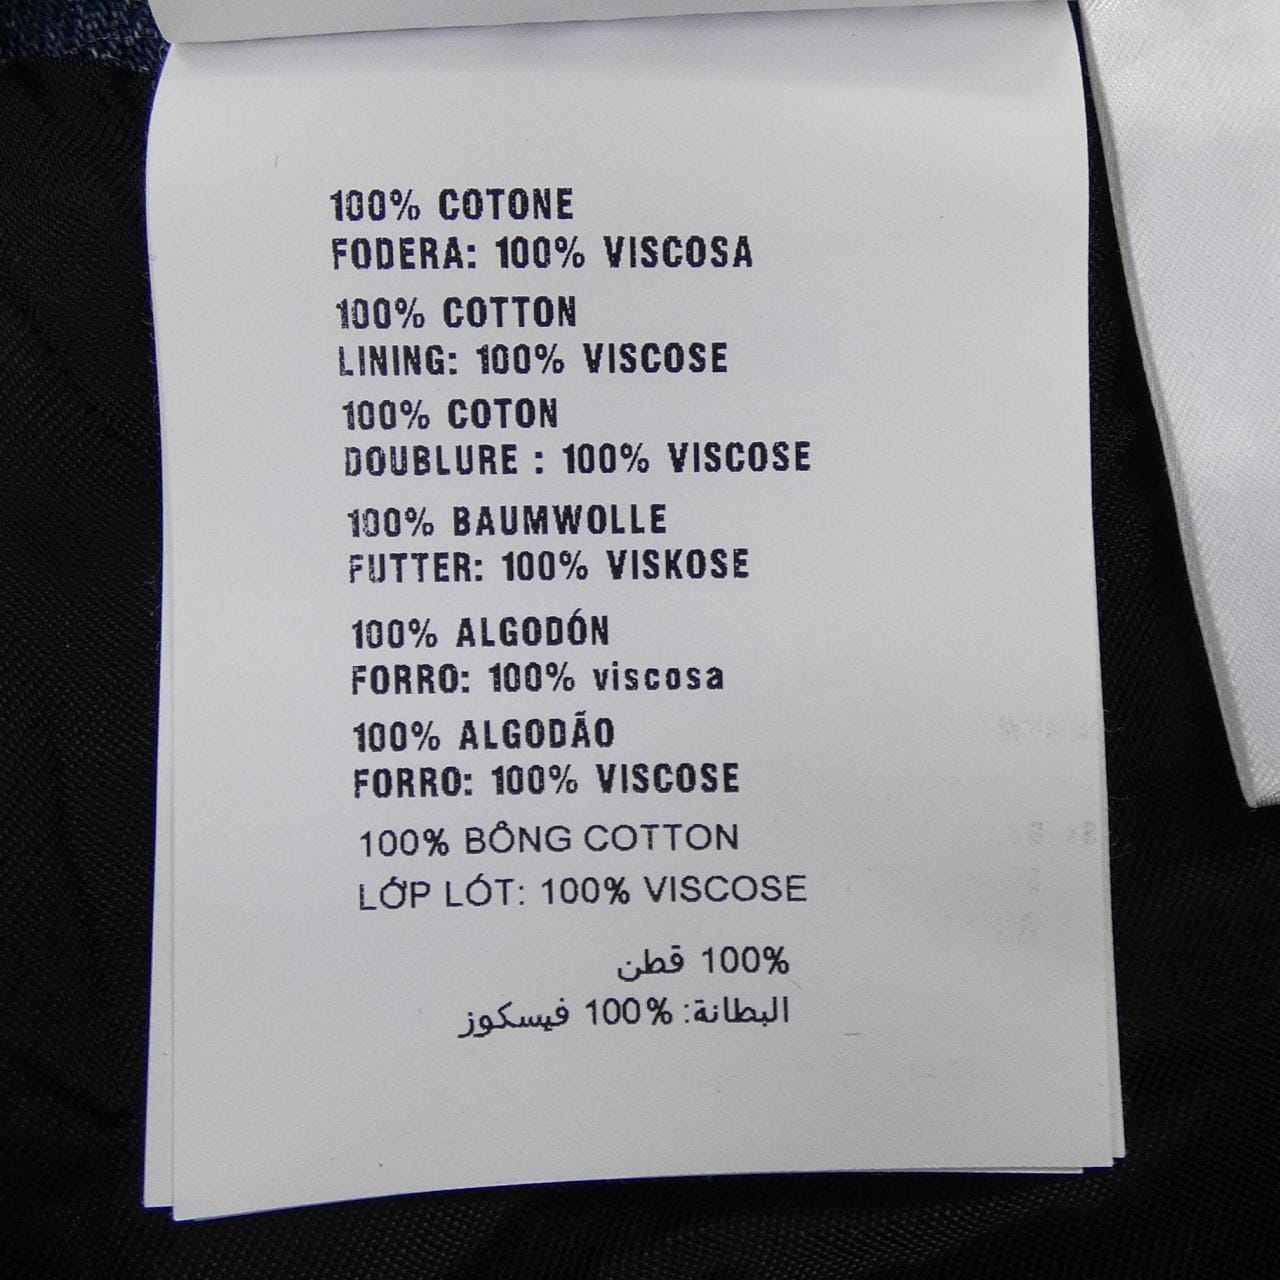 100% COTONE
FODERA: 100% VISCOSA
100% COTTON
LINING: 100% VISCOSE
100% COTON
DOUBLURE : 100% VISCOSE
100% BAUMWOLLE
FUTTER: 100% VISKOSE
100% ALGODÓN
FORRO: 100% viscosa
100% ALGODÃO
FORRO: 100% VISCOSE
100% BÔNG COTTON
LỚP LÓT: 100% VISCOSE
100% قطن
البطانة: 100% فيسكوز